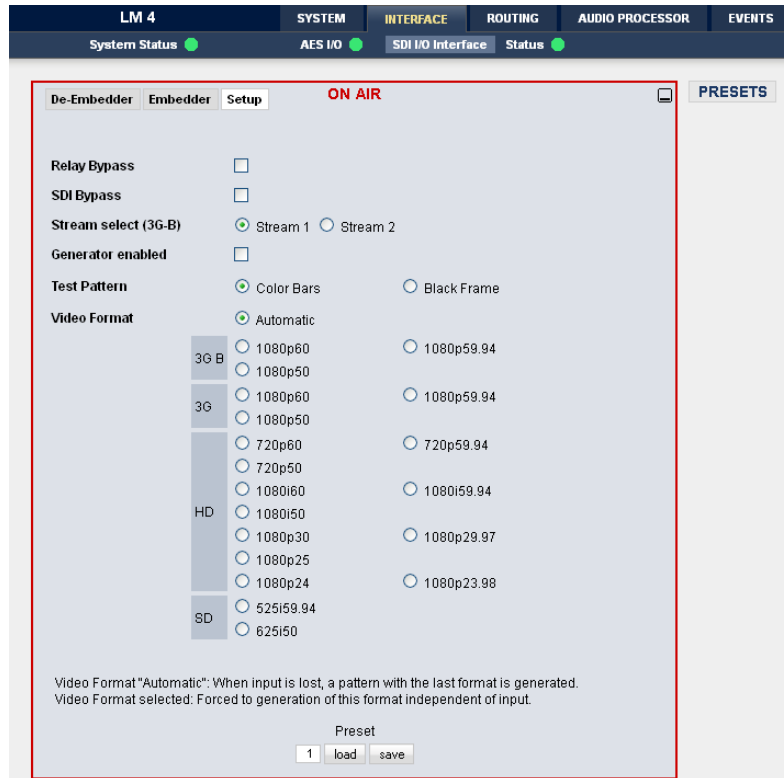 LM 4 SYSTEM INTERFACE ROUTING AUDIO PROCESSOR EVENTS
System Status AES I/O SDI I/O Interface Status
De-Embedder Embedder Setup ON AIR PRESETS
Relay Bypass
SDI Bypass
Stream select (3G-B) Stream 1 Stream 2
Generator enabled
Test Pattern Color Bars Black Frame
Video Format Automatic
3G B 1080p60 1080p59.94
1080p50
3G 1080p60 1080p59.94
1080p50
HD 720p60 720p59.94
720p50
1080i60 1080i59.94
1080i50
1080p30 1080p29.97
1080p25
1080p24 1080p23.98
SD 525i59.94
625i50
Video Format "Automatic": When input is lost, a pattern with the last format is generated.
Video Format selected: Forced to generation of this format independent of input.
Preset
1 load save